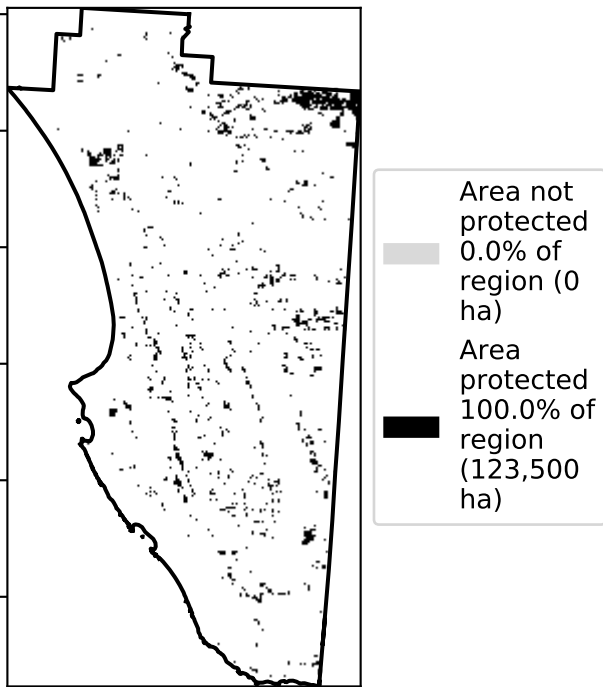 Area not
protected
0.0% of
region (0
ha)
Area
protected
100.0% of
region
(123,500
ha)